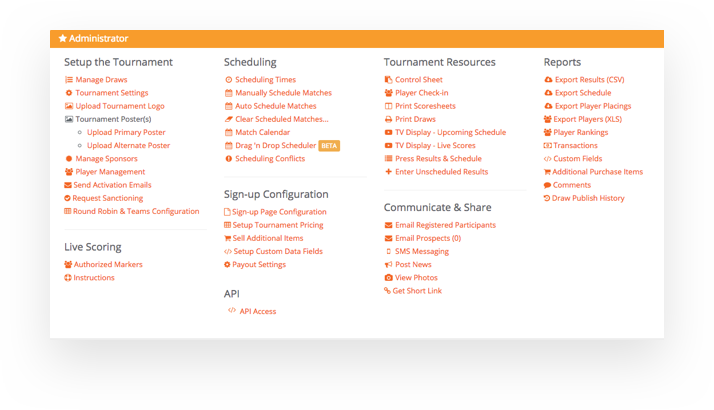 Administrator
Setup the Tournament
Manage Draws
Tournament Settings
Upload Tournament Logo
Tournament Poster(s)
Upload Primary Poster
Upload Alternate Poster
Manage Sponsors
Player Management
Send Activation Emails
Request Sanctioning
Round Robin & Teams Configuration
Live Scoring
Authorized Markers
Instructions
Scheduling
Scheduling Times
Manually Schedule Matches
Auto Schedule Matches
Clear Scheduled Matches...
Match Calendar
Drag 'n Drop Scheduler BETA
Scheduling Conflicts
Sign-up Configuration
Sign-up Page Configuration
Setup Tournament Pricing
Sell Additional Items
Setup Custom Data Fields
Payout Settings
API
API Access
Tournament Resources
Control Sheet
Player Check-in
Print Scoresheets
Print Draws
TV Display - Upcoming Schedule
TV Display - Live Scores
Press Results & Schedule
Enter Unscheduled Results
Communicate & Share
Email Registered Participants
Email Prospects (0)
SMS Messaging
Post News
View Photos
Get Short Link
Reports
Export Results (CSV)
Export Schedule
Export Player Placings
Export Players (XLS)
Player Rankings
Transactions
Custom Fields
Additional Purchase Items
Comments
Draw Publish History